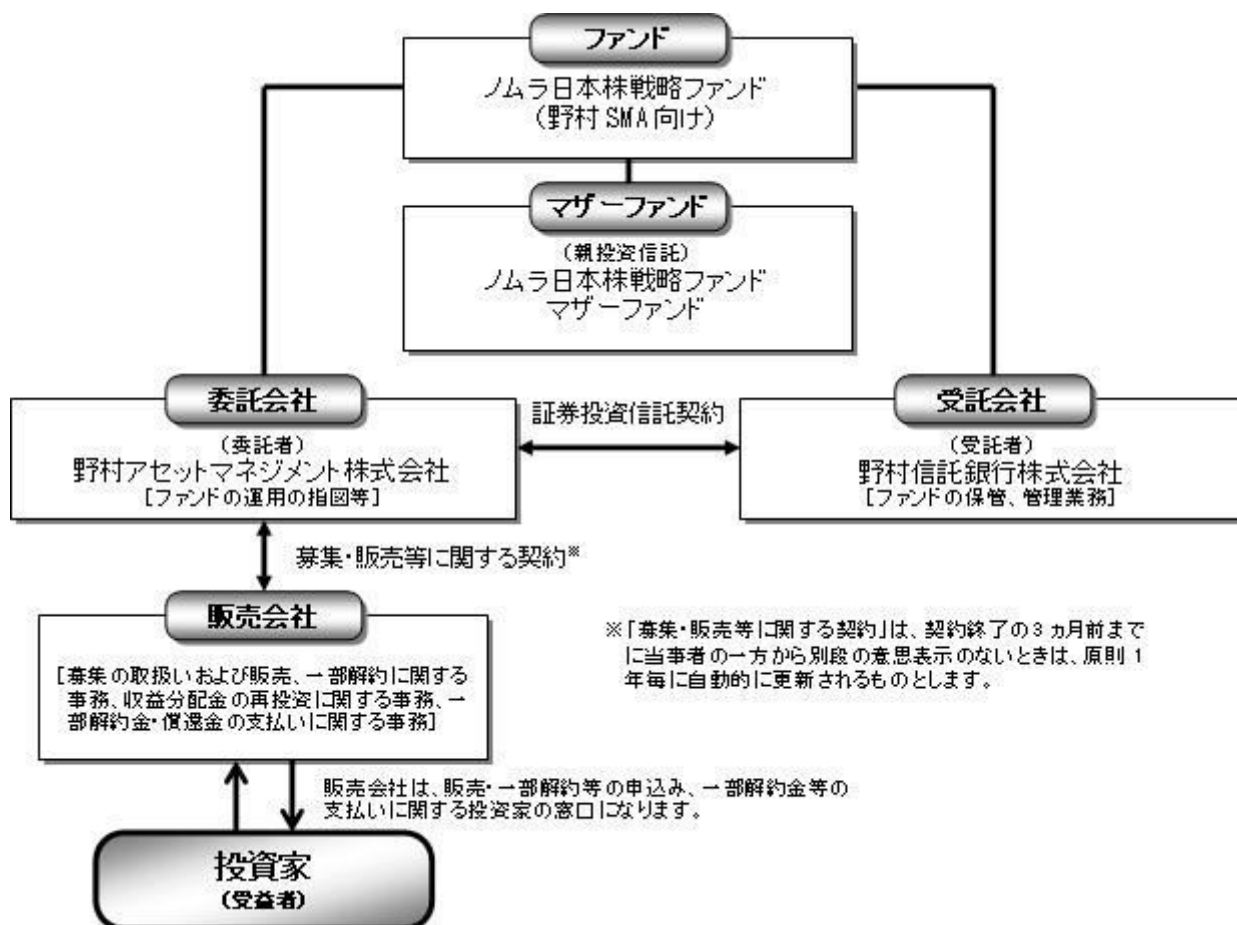 ファンド
ノムラ日本株戦略ファンド
(野村SMA向け)
マザーファンド
(親投資信託)
ノムラ日本株戦略ファンド
マザーファンド
委託会社
(委託者)
野村アセットマネジメント株式会社
[ファンドの運用の指図等]
証券投資信託契約
受託会社
(受託者)
野村信託銀行株式会社
[ファンドの保管、管理業務]
募集・販売等に関する契約※
販売会社
[募集の取扱いおよび販売、一部解約に関する
事務、収益分配金の再投資に関する事務、一
部解約金・償還金の支払いに関する事務]
※「募集・販売等に関する契約」は、契約終了の3ヵ月前まで
に当事者の一方から別段の意思表示のないときは、原則1
年毎に自動的に更新されるものとします。
販売会社は、販売・一部解約等の申込み、一部解約金等の
支払いに関する投資家の窓口になります。
投資家
(受益者)